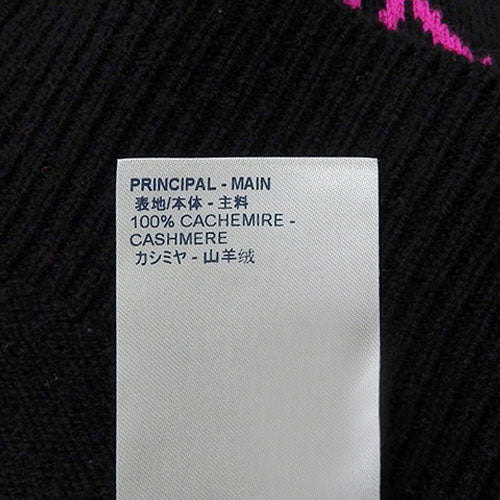 PRINCIPAL - MAIN
表地/本体 - 主料
100% CACHEMIRE -
CASHMERE
カシミヤ - 山羊绒